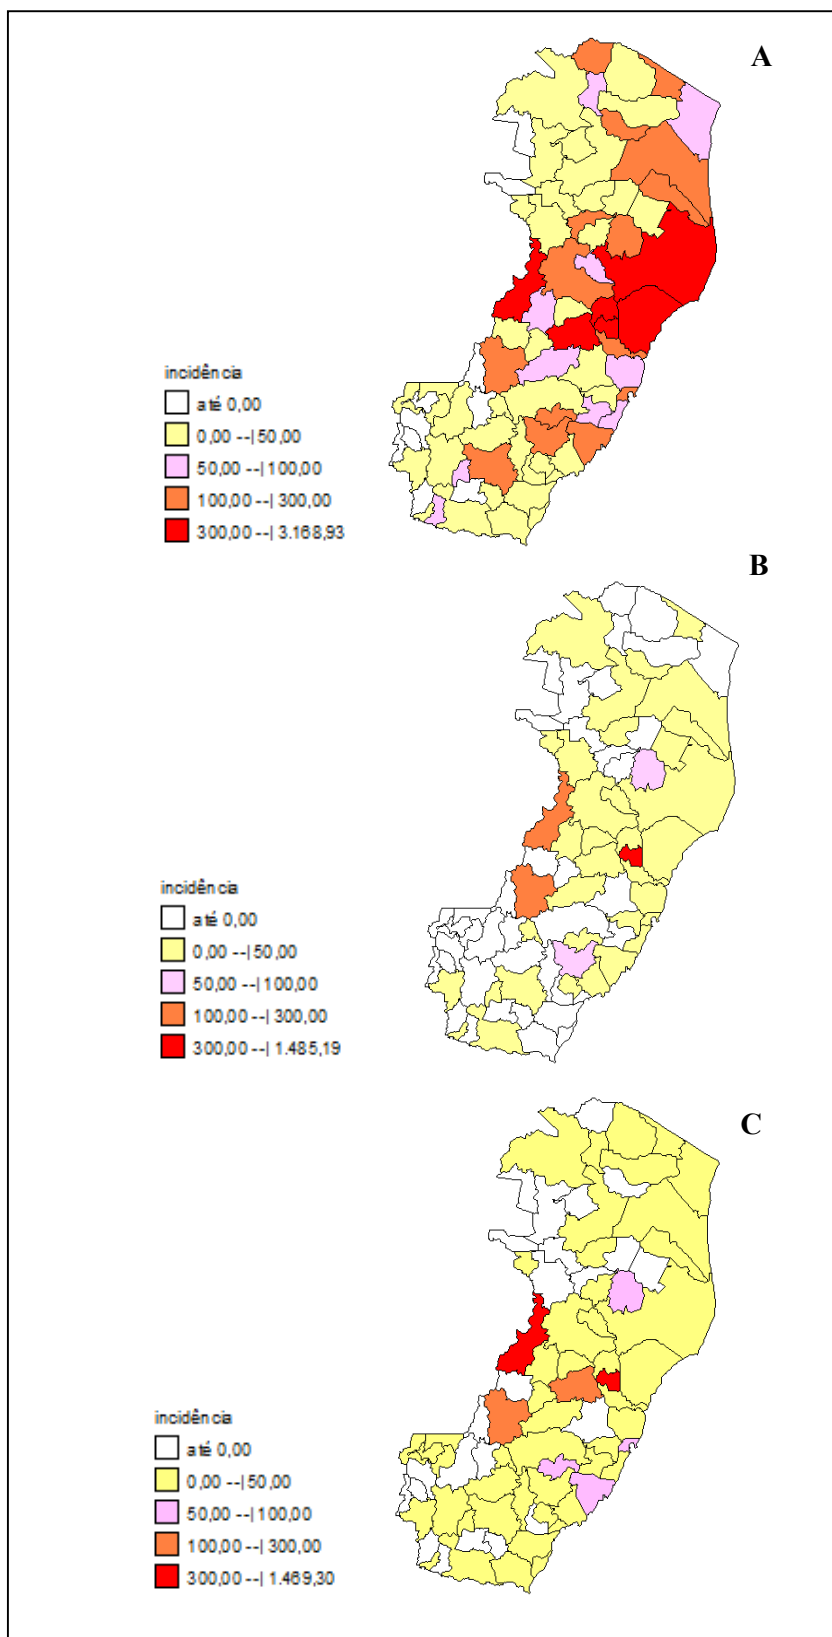 A
incidência
até 0,00
0,00 --| 50,00
50,00 --| 100,00
100,00 --| 300,00
300,00 --| 3.168,93
B
incidência
até 0,00
0,00 --| 50,00
50,00 --| 100,00
100,00 --| 300,00
300,00 --| 1.485,19
C
incidência
até 0,00
0,00 --| 50,00
50,00 --| 100,00
100,00 --| 300,00
300,00 --| 1.469,30